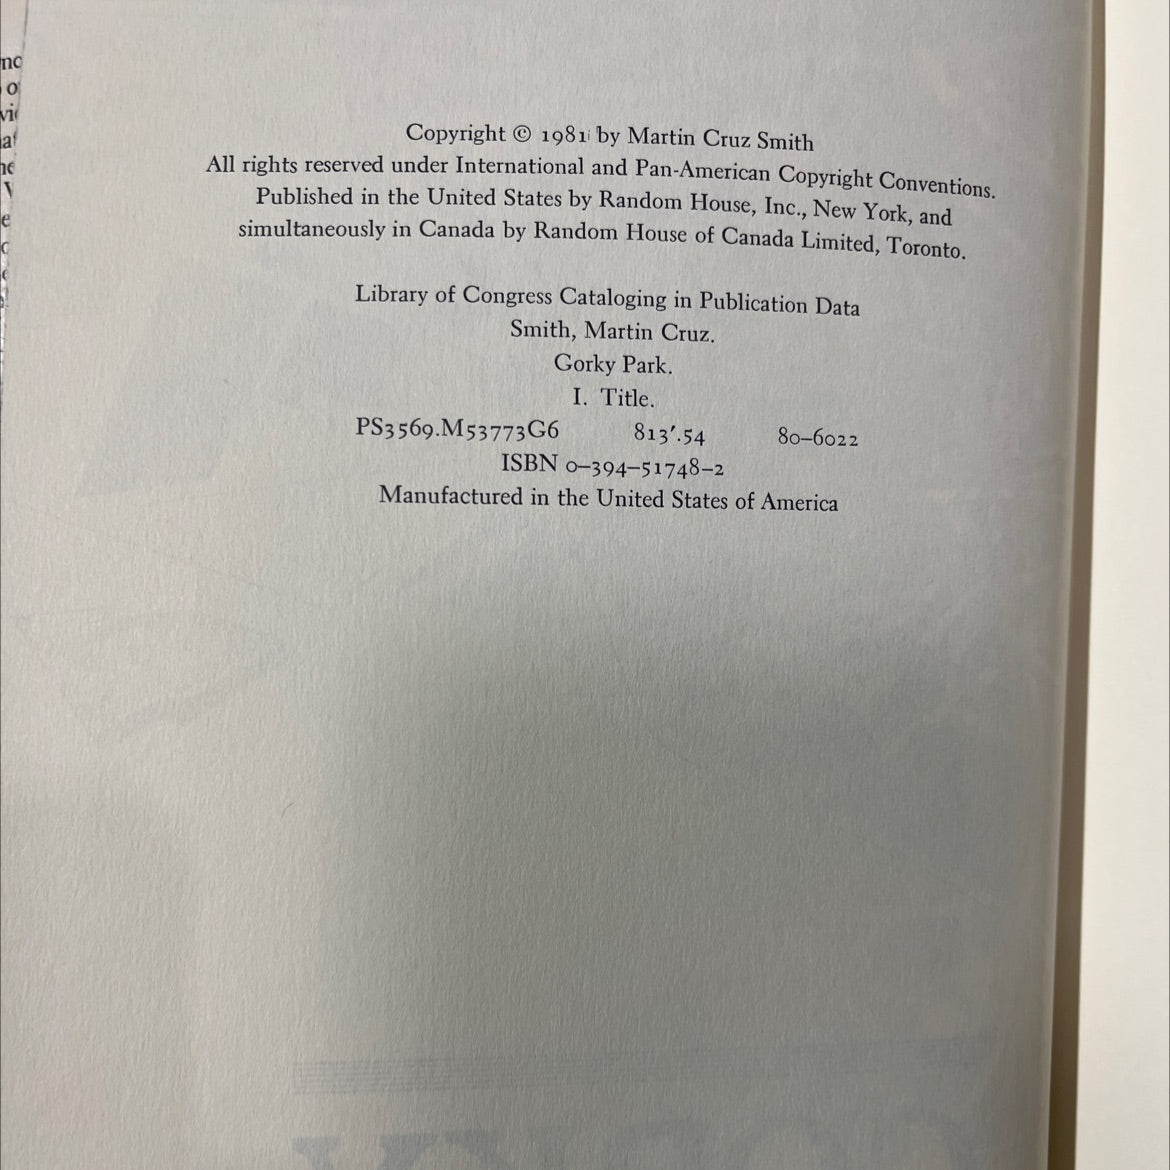 Copyright © 1981 by Martin Cruz Smith
All rights reserved under International and Pan-American Copyright Conventions.
Published in the United States by Random House, Inc., New York, and
simultaneously in Canada by Random House of Canada Limited, Toronto.
Library of Congress Cataloging in Publication Data
Smith, Martin Cruz.
Gorky Park.
I. Title.
PS3569.M53773G6 813′.54 80–6022
ISBN 0–394–51748–2
Manufactured in the United States of America